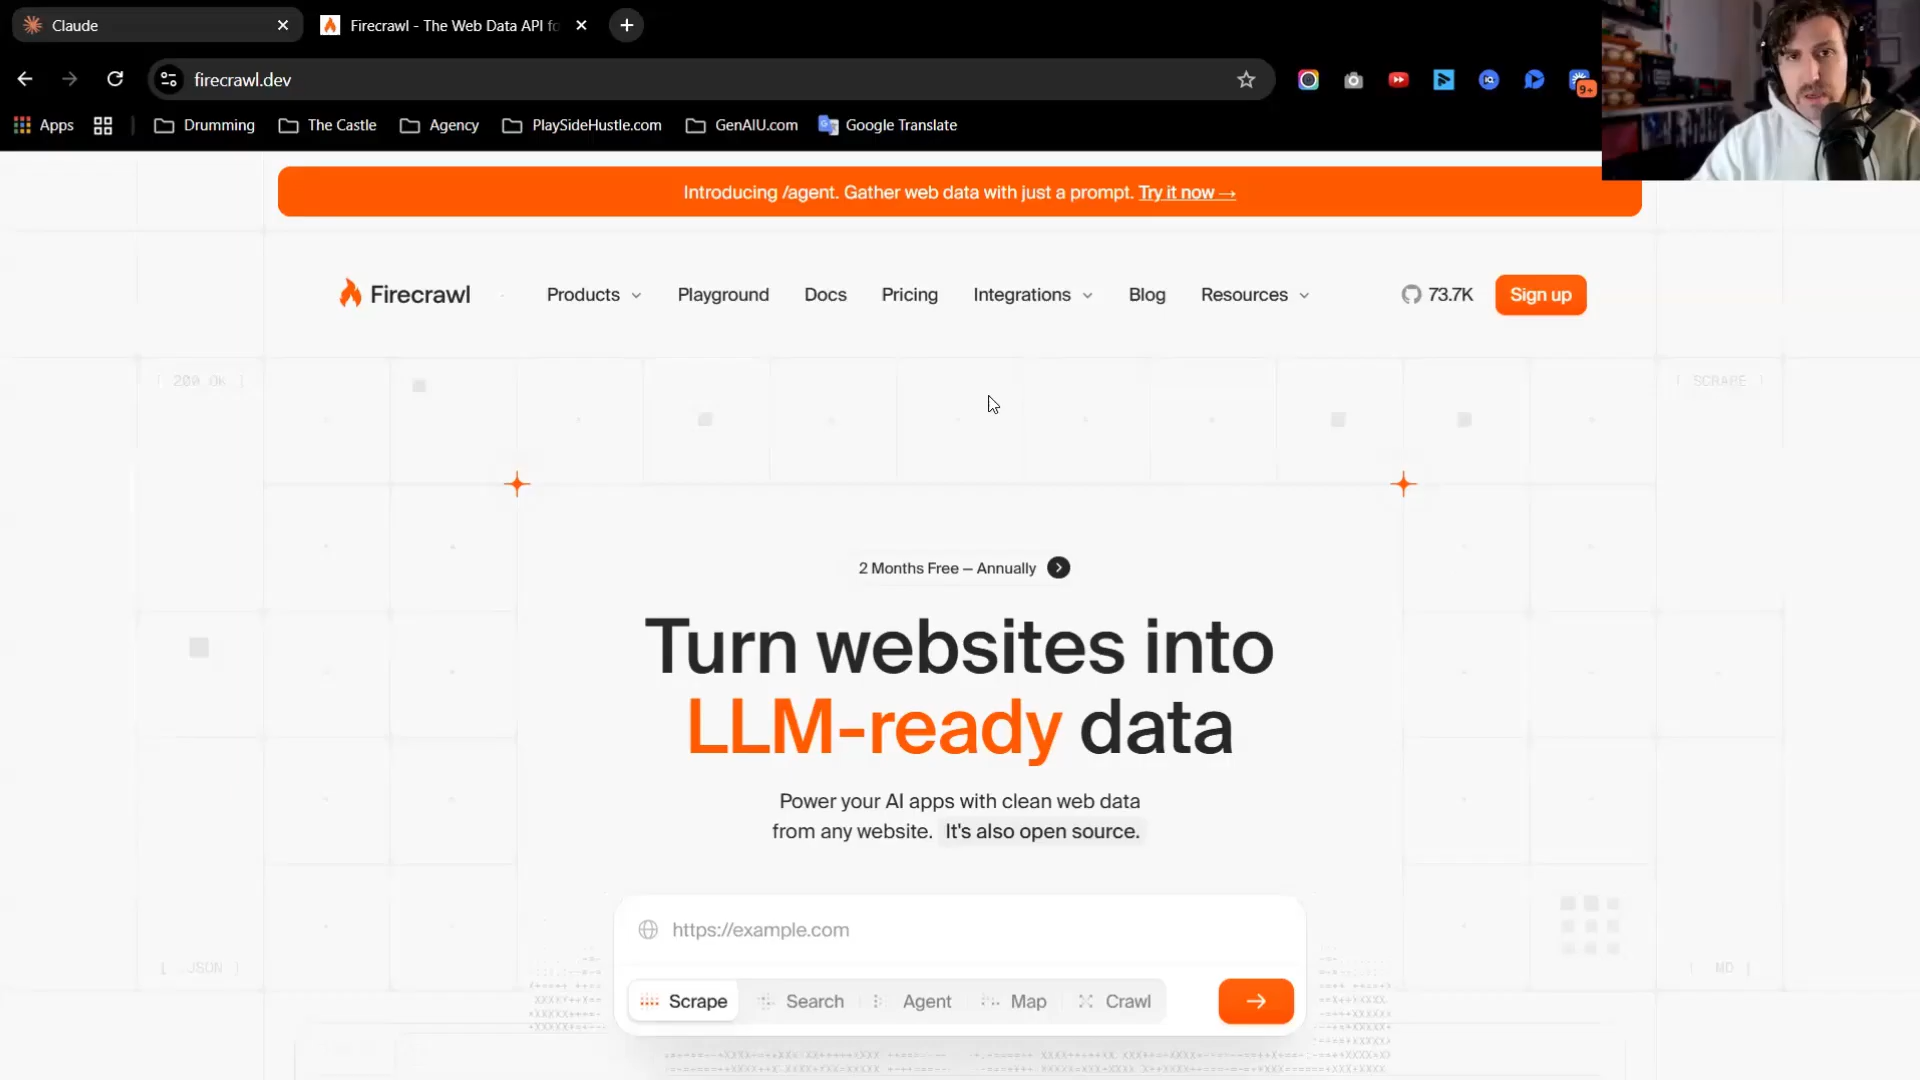 Claude
Firecrawl - The Web Data API fo
firecrawl.dev
9+
Apps
Drumming
The Castle
Agency
PlaySideHustle.com
GenAIU.com
Google Translate
Introducing /agent. Gather web data with just a prompt. Try it now →
Firecrawl
Products
Playground
Docs
Pricing
Integrations
Blog
Resources
73.7K
Sign up
[ 200 OK ]
[ SCRAPE ]
2 Months Free – Annually
Turn websites into
LLM-ready data
Power your AI apps with clean web data
from any website. It's also open source.
https://example.com
[ .JSON ]
[ MD ]
Scrape
Search
Agent
Map
Crawl